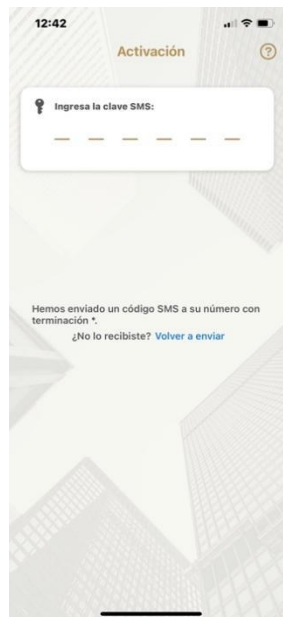 12:42
Activación
?
Ingresa la clave SMS:
Hemos enviado un código SMS a su número con
terminación *.
¿No lo recibiste? Volver a enviar